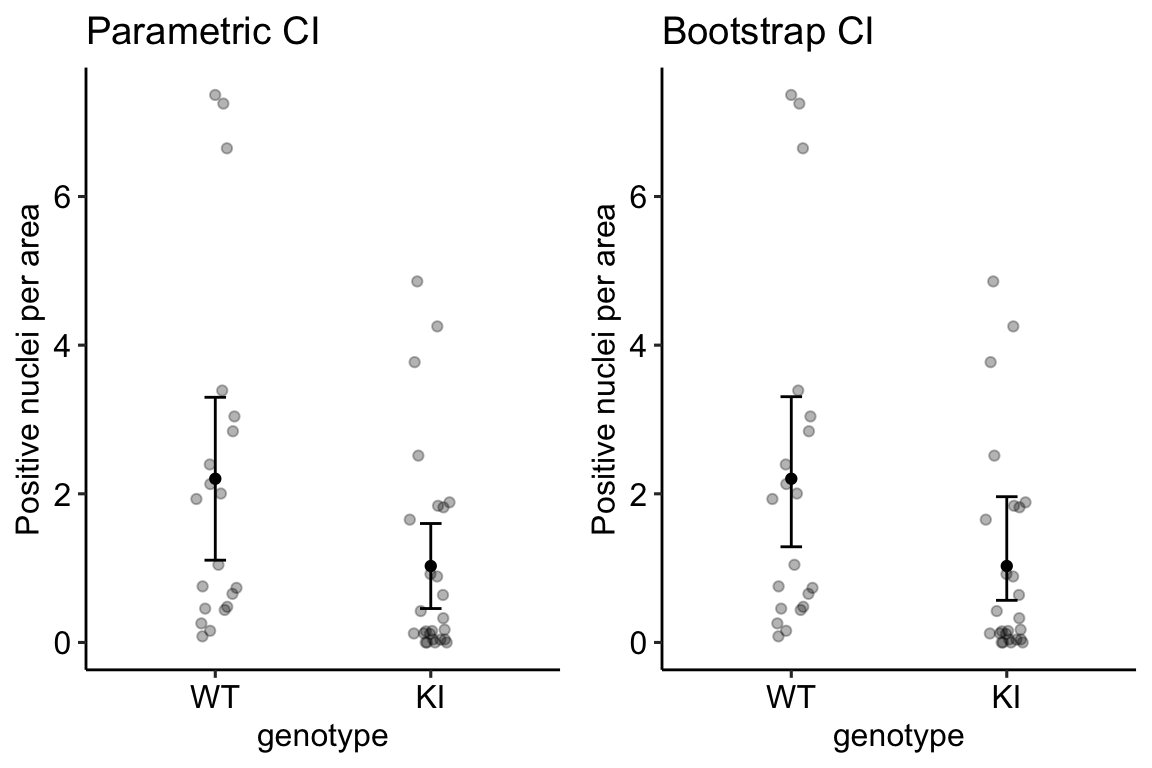 Parametric CI
Positive nuclei per area
6
4
2
0
WT KI
genotype
Bootstrap CI
Positive nuclei per area
6
4
2
0
WT KI
genotype